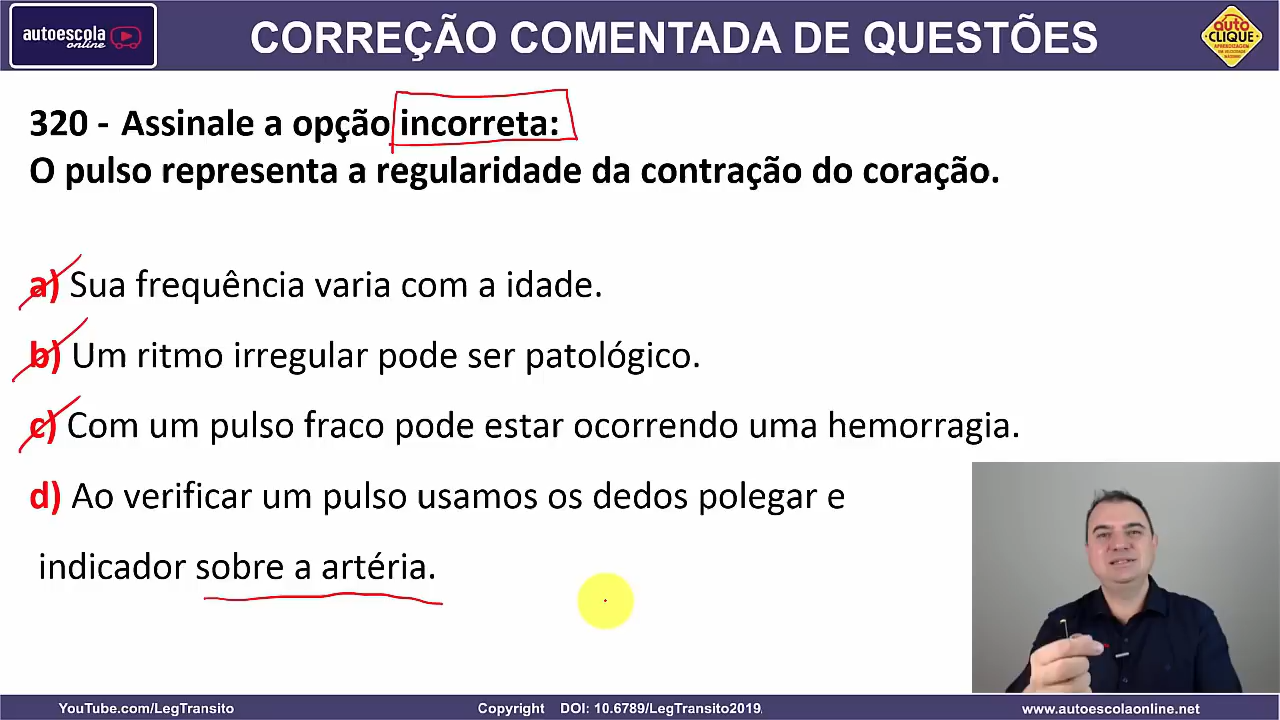 autoescola
online
CORREÇÃO COMENTADA DE QUESTÕES
auto
CLIQUE
320 - Assinale a opção incorreta:
O pulso representa a regularidade da contração do coração.
a) Sua frequência varia com a idade.
b) Um ritmo irregular pode ser patológico.
c) Com um pulso fraco pode estar ocorrendo uma hemorragia.
d) Ao verificar um pulso usamos os dedos polegar e
indicador sobre a artéria.
YouTube.com/LegTransito
Copyright DOI: 10.6789/LegTransito2019
www.autoescolaonline.net